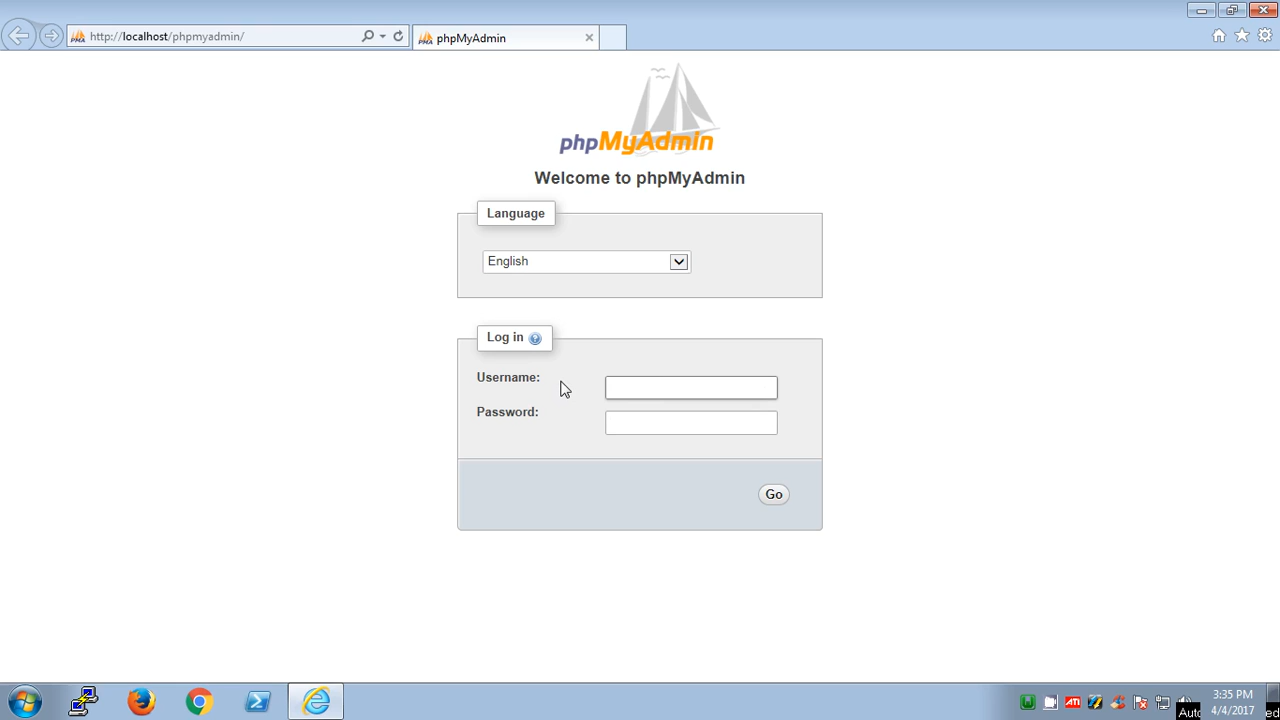 http://localhost/phpmyadmin/
phpMyAdmin
phpMyAdmin
Welcome to phpMyAdmin
Language
English
Log in
Username:
Password:
Go
ATI
3:35 PM
4/4/2017